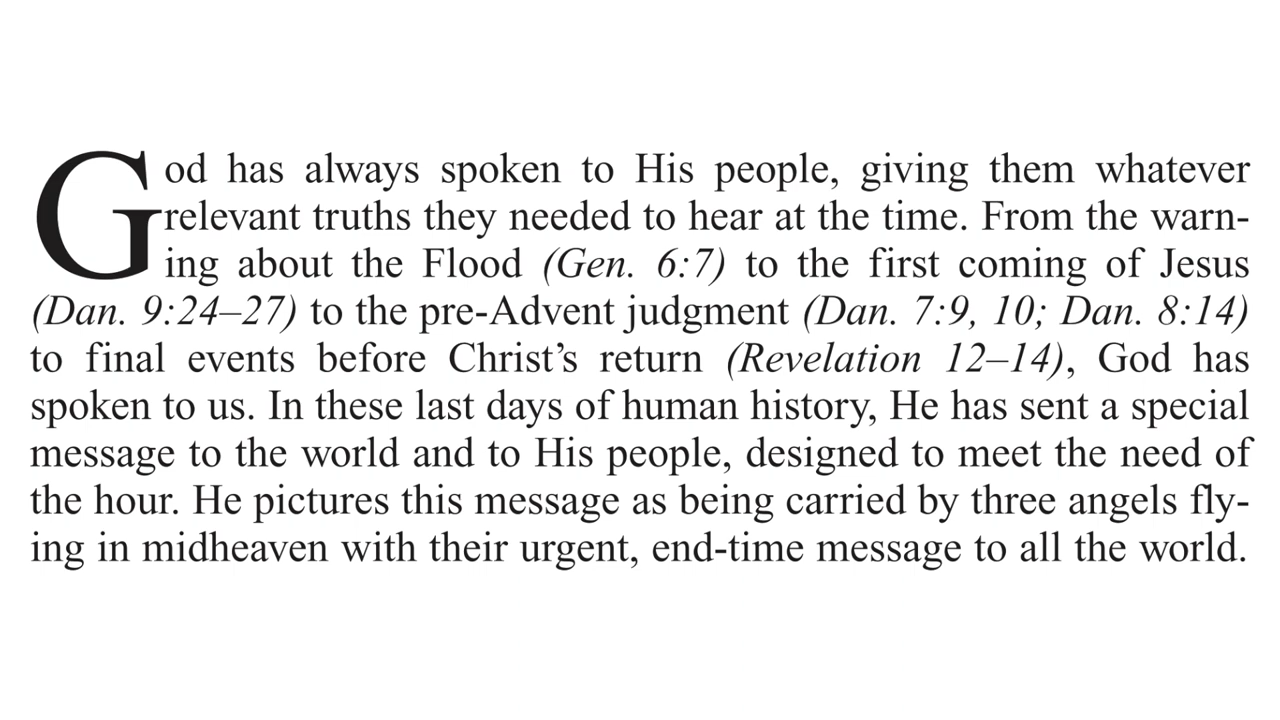 God has always spoken to His people, giving them whatever
relevant truths they needed to hear at the time. From the warn-
ing about the Flood (Gen. 6:7) to the first coming of Jesus
(Dan. 9:24–27) to the pre-Advent judgment (Dan. 7:9, 10; Dan. 8:14)
to final events before Christ’s return (Revelation 12–14), God has
spoken to us. In these last days of human history, He has sent a special
message to the world and to His people, designed to meet the need of
the hour. He pictures this message as being carried by three angels fly-
ing in midheaven with their urgent, end-time message to all the world.